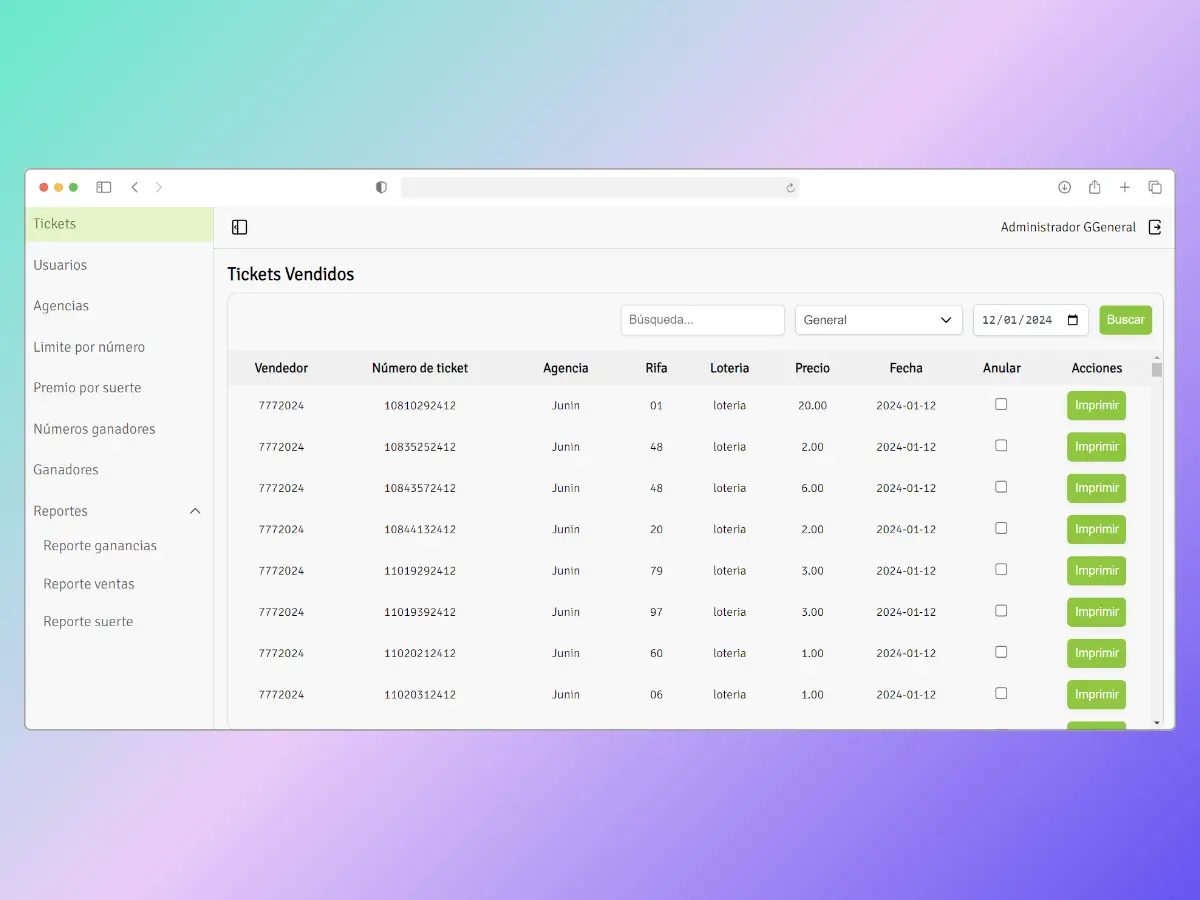 Tickets
Administrador GGeneral
Usuarios
Agencias
Limite por número
Premio por suerte
Números ganadores
Ganadores
Reportes
Reporte ganancias
Reporte ventas
Reporte suerte
Tickets Vendidos
Búsqueda... General 12/01/2024 Buscar
Vendedor Número de ticket Agencia Rifa Loteria Precio Fecha Anular Acciones
7772024 10810292412 Junin 01 loteria 20.00 2024-01-12 Imprimir
7772024 10835252412 Junin 48 loteria 2.00 2024-01-12 Imprimir
7772024 10843572412 Junin 48 loteria 6.00 2024-01-12 Imprimir
7772024 10844132412 Junin 20 loteria 2.00 2024-01-12 Imprimir
7772024 11019292412 Junin 79 loteria 3.00 2024-01-12 Imprimir
7772024 11019392412 Junin 97 loteria 3.00 2024-01-12 Imprimir
7772024 11020212412 Junin 60 loteria 1.00 2024-01-12 Imprimir
7772024 11020312412 Junin 06 loteria 1.00 2024-01-12 Imprimir